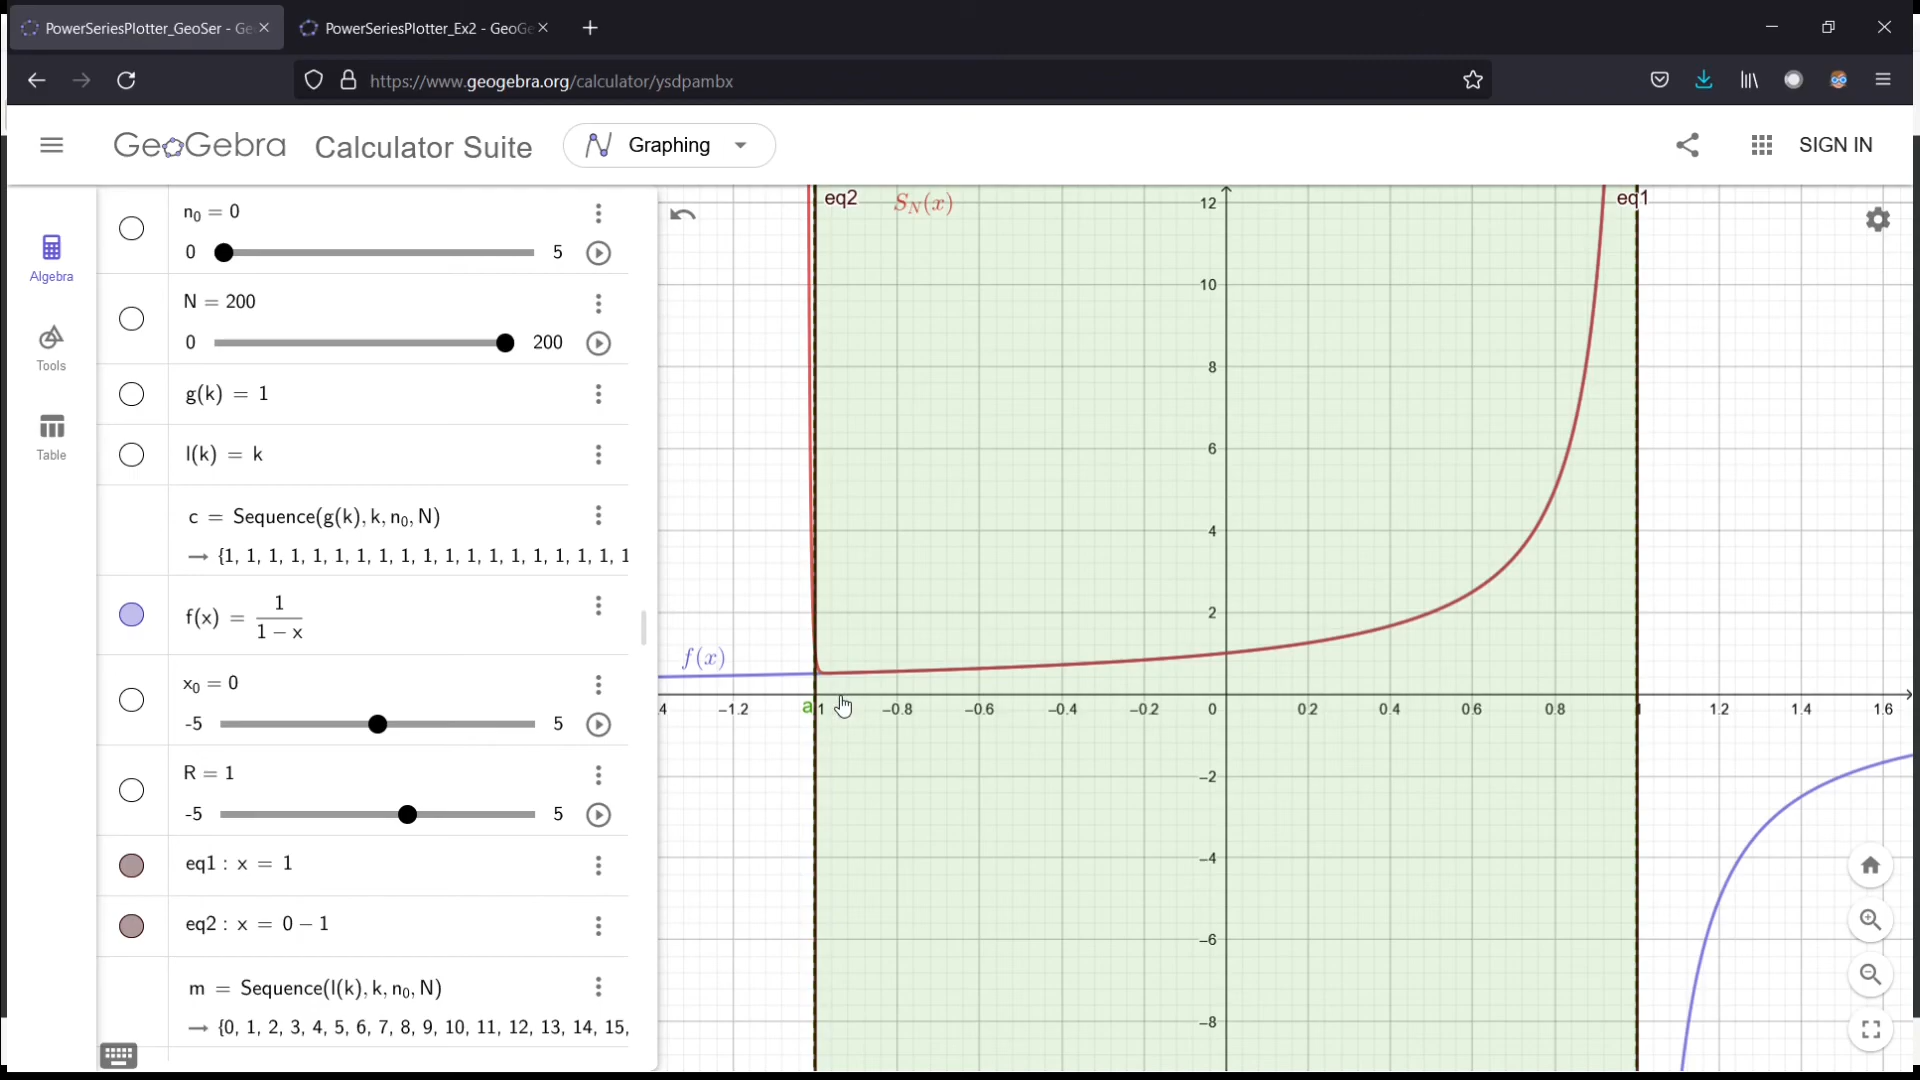 PowerSeriesPlotter_GeoSer - Ge
PowerSeriesPlotter_Ex2 - GeoGe
https://www.geogebra.org/calculator/ysdpambx
GeoGebra Calculator Suite
Graphing
SIGN IN
Algebra
Tools
Table
n₀ = 0
0 5
N = 200
0 200
g(k) = 1
l(k) = k
c = Sequence(g(k), k, n₀, N)
→ {1, 1, 1, 1, 1, 1, 1, 1, 1, 1, 1, 1, 1, 1, 1, 1, 1, 1, 1
f(x) = 1 / (1 − x)
x₀ = 0
-5 5
R = 1
-5 5
eq1 : x = 1
eq2 : x = 0 − 1
m = Sequence(l(k), k, n₀, N)
→ {0, 1, 2, 3, 4, 5, 6, 7, 8, 9, 10, 11, 12, 13, 14, 15,
eq2
S_N(x)
eq1
f(x)
12
10
8
6
4
2
4 −1.2 a 1 −0.8 −0.6 −0.4 −0.2 0 0.2 0.4 0.6 0.8 1 1.2 1.4 1.6
−2
−4
−6
−8